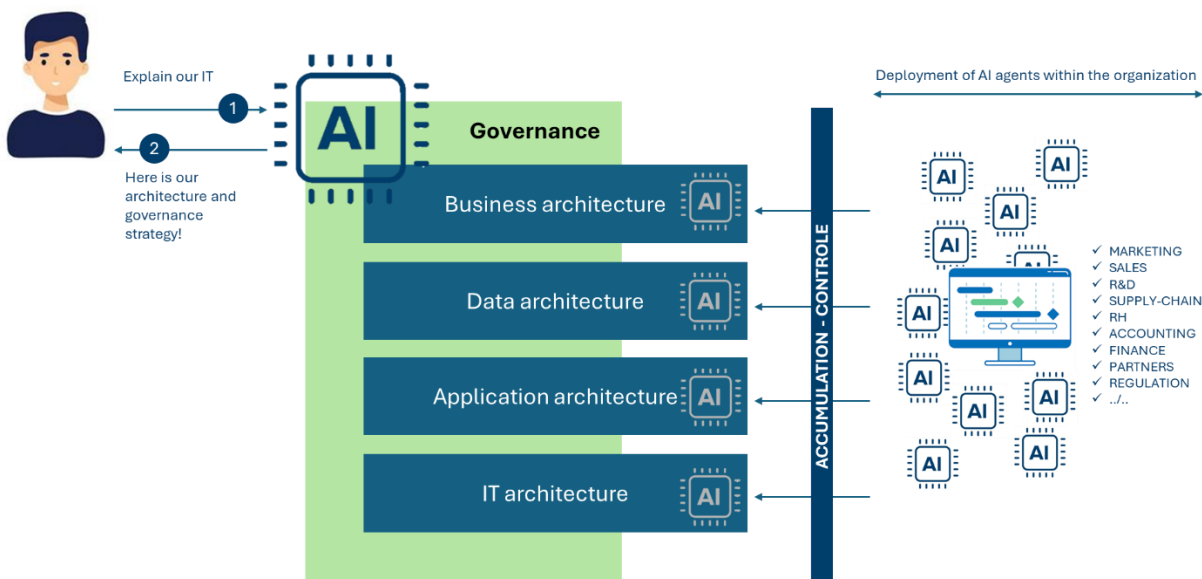 Explain our IT
1
2
Here is our
architecture and
governance
strategy!
AI
Governance
Business architecture
AI
Data architecture
AI
Application architecture
AI
IT architecture
AI
ACCUMULATION - CONTROLE
Deployment of AI agents within the organization
AI
AI
AI
AI
AI
AI
AI
AI
AI
AI
AI
✓ MARKETING
✓ SALES
✓ R&D
✓ SUPPLY-CHAIN
✓ RH
✓ ACCOUNTING
✓ FINANCE
✓ PARTNERS
✓ REGULATION
✓ ../..